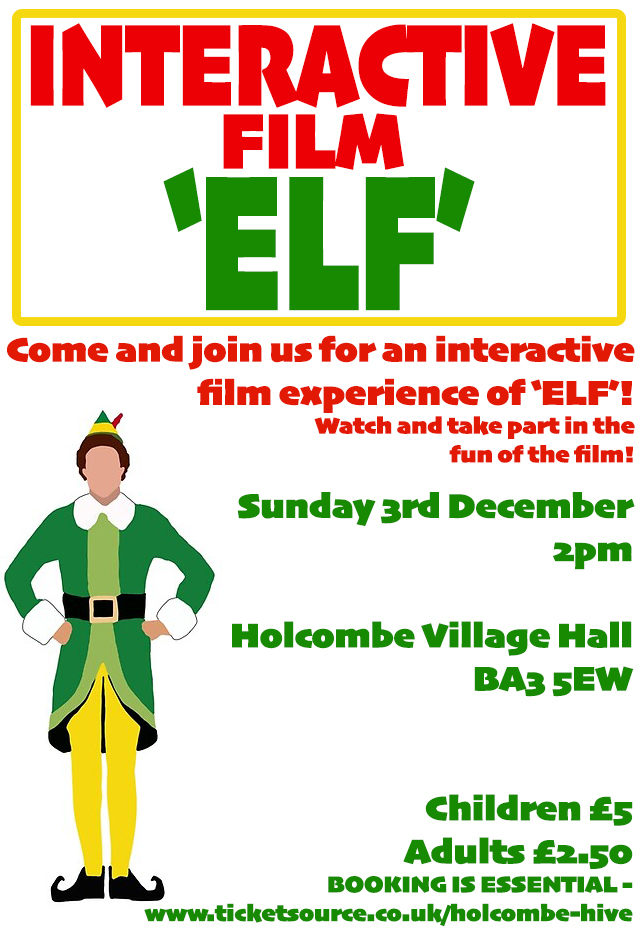 INTERACTIVE
FILM
‘ELF’
Come and join us for an interactive
film experience of ‘ELF’!
Watch and take part in the
fun of the film!
Sunday 3rd December
2pm
Holcombe Village Hall
BA3 5EW
Children £5
Adults £2.50
BOOKING IS ESSENTIAL -
www.ticketsource.co.uk/holcombe-hive